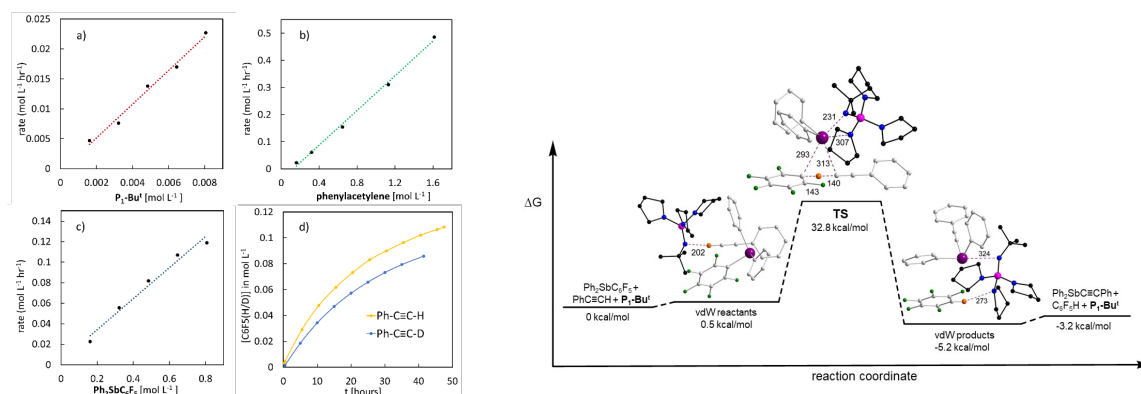 a)
rate (mol L⁻¹ hr⁻¹)
0.025
0.02
0.015
0.01
0.005
0
0 0.002 0.004 0.006 0.008
P₁-Buᵗ [mol L⁻¹]
b)
rate (mol L⁻¹ hr⁻¹)
0.5
0.4
0.3
0.2
0.1
0
0 0.4 0.8 1.2 1.6
phenylacetylene [mol L⁻¹]
c)
rate (mol L⁻¹ hr⁻¹)
0.16
0.14
0.12
0.10
0.08
0.06
0.04
0.02
0.00
0 0.2 0.4 0.6 0.8
Ph₂SbC₆F₅ [mol L⁻¹]
d)
[C6F5(H/D)] in mol L⁻¹
0.12
0.1
0.08
0.06
0.04
0.02
0
Ph-C≡C-H
Ph-C≡C-D
0 10 20 30 40 50
t [hours]
ΔG
231
307
293
313
140
143
TS
32.8 kcal/mol
202
Ph₂SbC₆F₅ +
PhC≡CH + P₁-Buᵗ
0 kcal/mol
vdW reactants
0.5 kcal/mol
324
273
vdW products
-5.2 kcal/mol
Ph₂SbC≡CPh +
C₆F₅H + P₁-Buᵗ
-3.2 kcal/mol
reaction coordinate